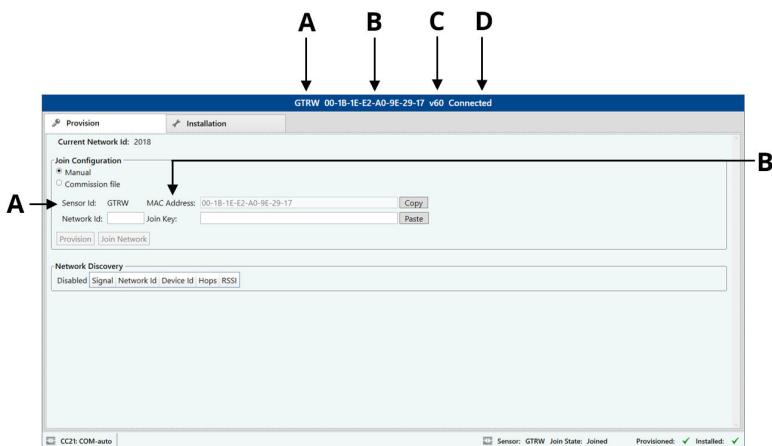 A B C D
GTRW 00-1B-1E-E2-A0-9E-29-17 v60 Connected
Provision Installation
Current Network Id: 2018
Join Configuration
Manual
B
Commission file
A
Sensor Id: GTRW MAC Address: 00-1B-1E-E2-A0-9E-29-17 Copy
Network Id: Join Key: Paste
Provision Join Network
Network Discovery
Disabled Signal Network Id Device Id Hops RSSI
CC21: COM-auto Sensor: GTRW Join State: Joined Provisioned: ✓ Installed: ✓